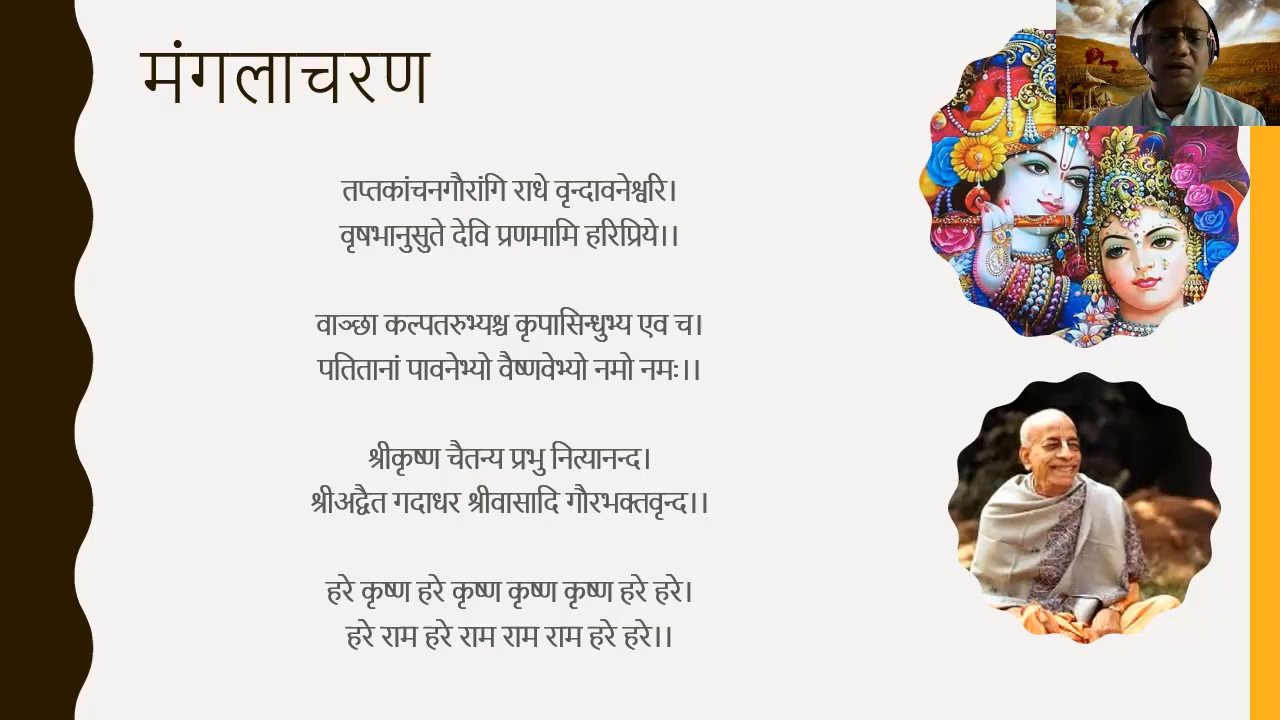 मंगलाचरण
तप्तकांचनगौरांगि राधे वृन्दावनेश्वरि।
वृषभानुसुते देवि प्रणमामि हरिप्रिये।।
वाञ्छा कल्पतरुभ्यश्च कृपासिन्धुभ्य एव च।
पतितानां पावनेभ्यो वैष्णवेभ्यो नमो नमः।।
श्रीकृष्ण चैतन्य प्रभु नित्यानन्द।
श्रीअद्वैत गदाधर श्रीवासादि गौरभक्तवृन्द।।
हरे कृष्ण हरे कृष्ण कृष्ण कृष्ण हरे हरे।
हरे राम हरे राम राम राम हरे हरे।।